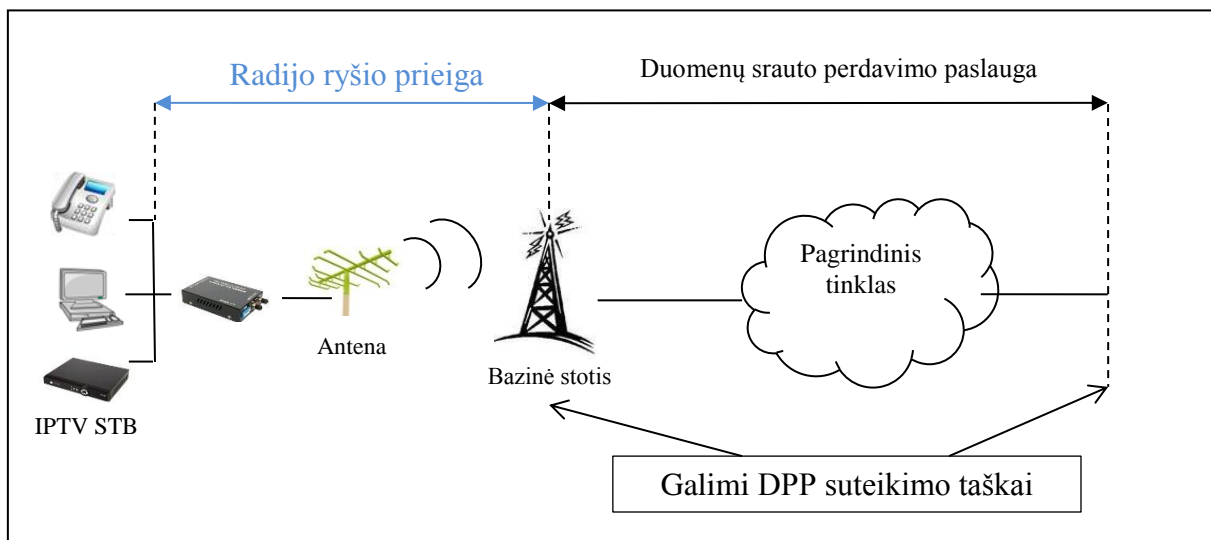 Radijo ryšio prieiga
Duomenų srauto perdavimo paslauga
Pagrindinis
tinklas
Antena
Bazinė stotis
IPTV STB
Galimi DPP suteikimo taškai